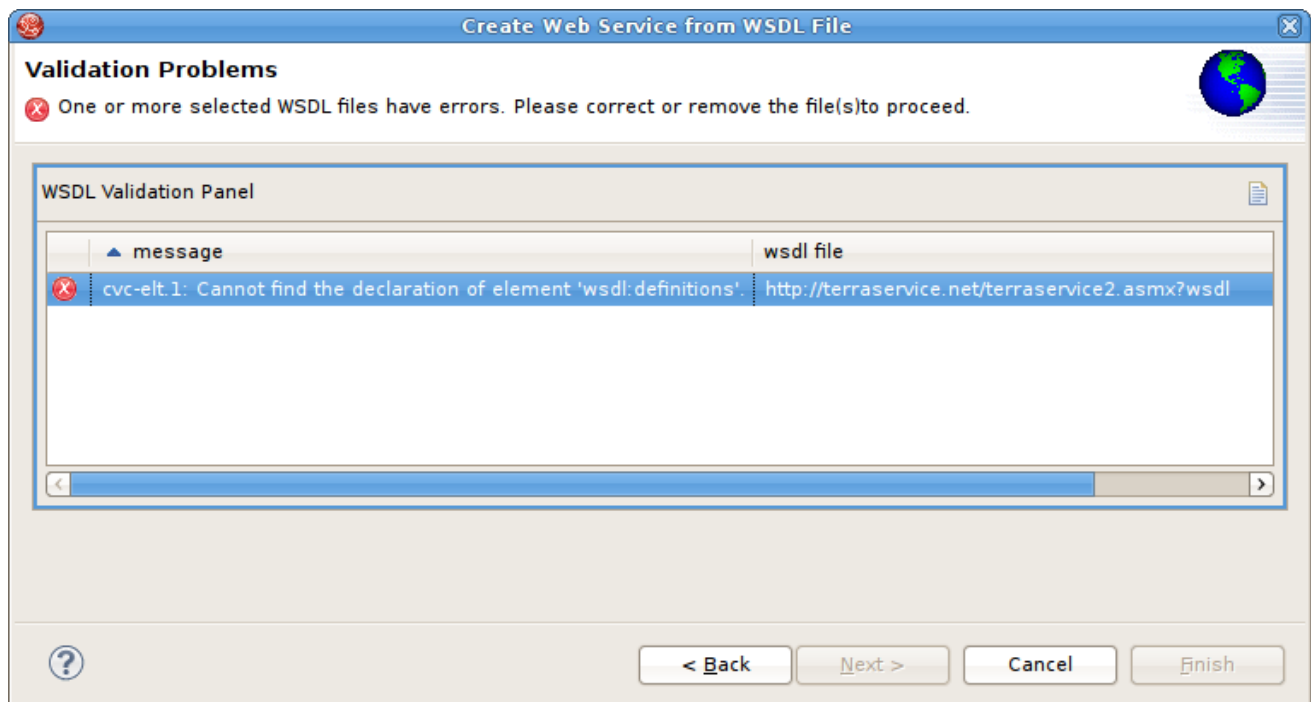 Create Web Service from WSDL File
Validation Problems
One or more selected WSDL files have errors. Please correct or remove the file(s)to proceed.
WSDL Validation Panel
message wsdl file
cvc-elt.1: Cannot find the declaration of element 'wsdl:definitions'. http://terraservice.net/terraservice2.asmx?wsdl
< Back Next > Cancel Finish